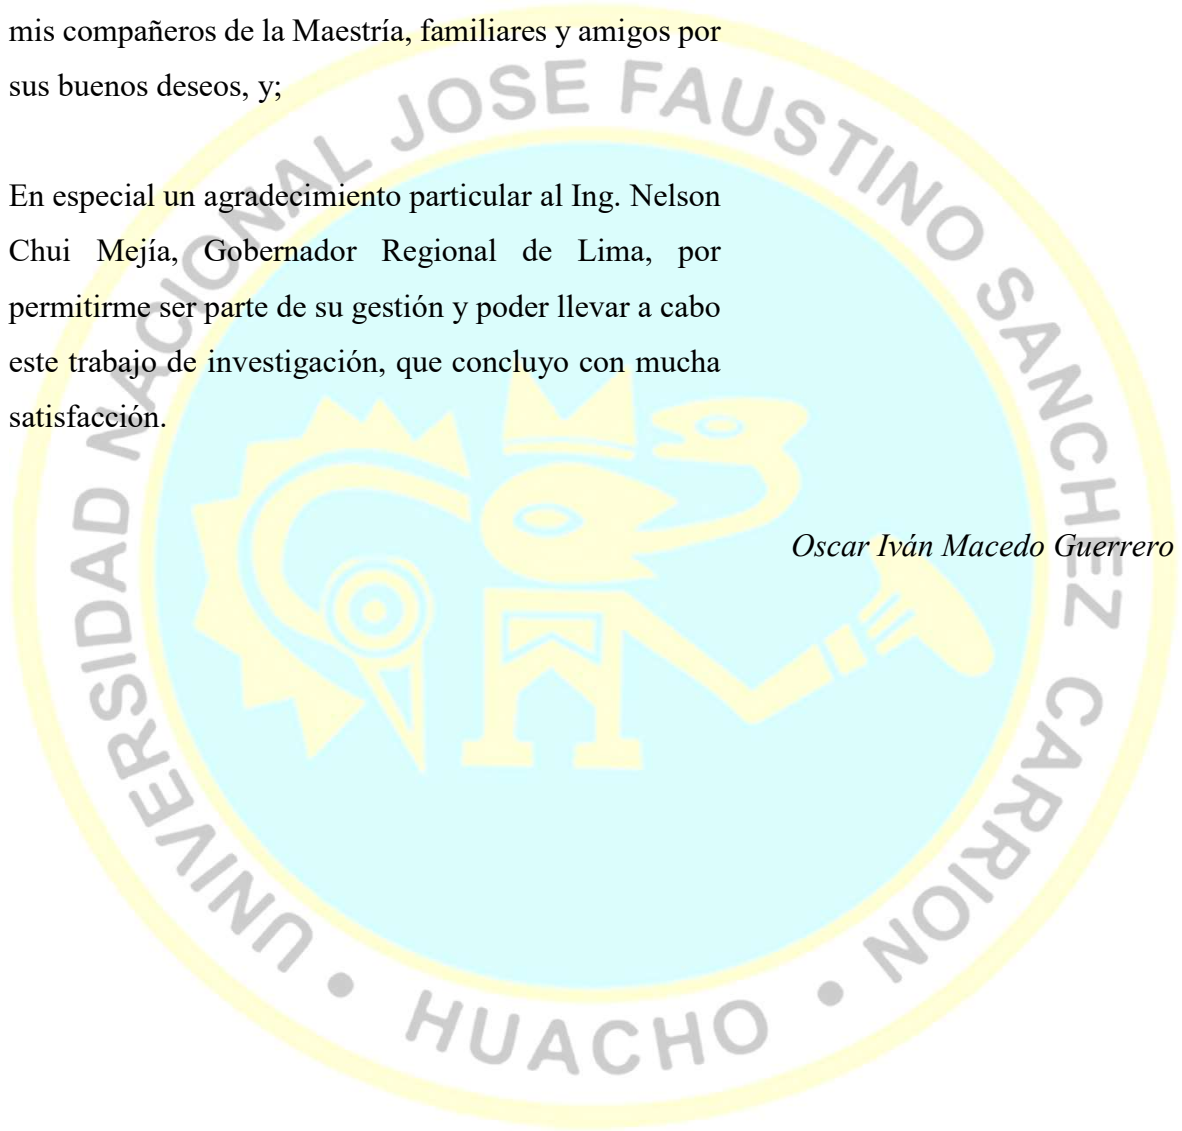 mis compañeros de la Maestría, familiares y amigos por
sus buenos deseos, y;
En especial un agradecimiento particular al Ing. Nelson
Chui Mejía, Gobernador Regional de Lima, por
permitirme ser parte de su gestión y poder llevar a cabo
este trabajo de investigación, que concluyo con mucha
satisfacción.
Oscar Iván Macedo Guerrero
UNIVERSIDAD NACIONAL JOSE FAUSTINO SANCHEZ CARRION
• HUACHO •